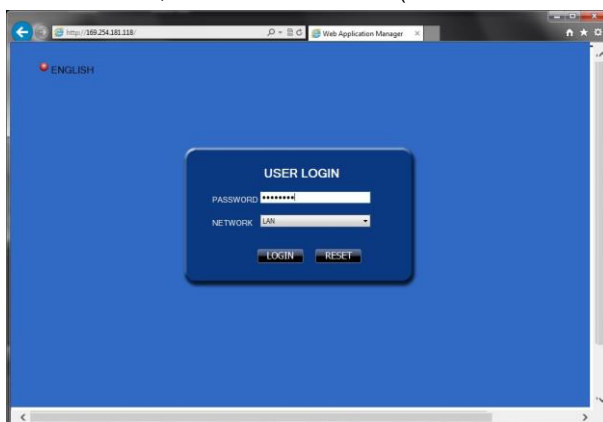 http://169.254.181.118/
Web Application Manager
ENGLISH
USER LOGIN
PASSWORD
NETWORK LAN
LOGIN RESET